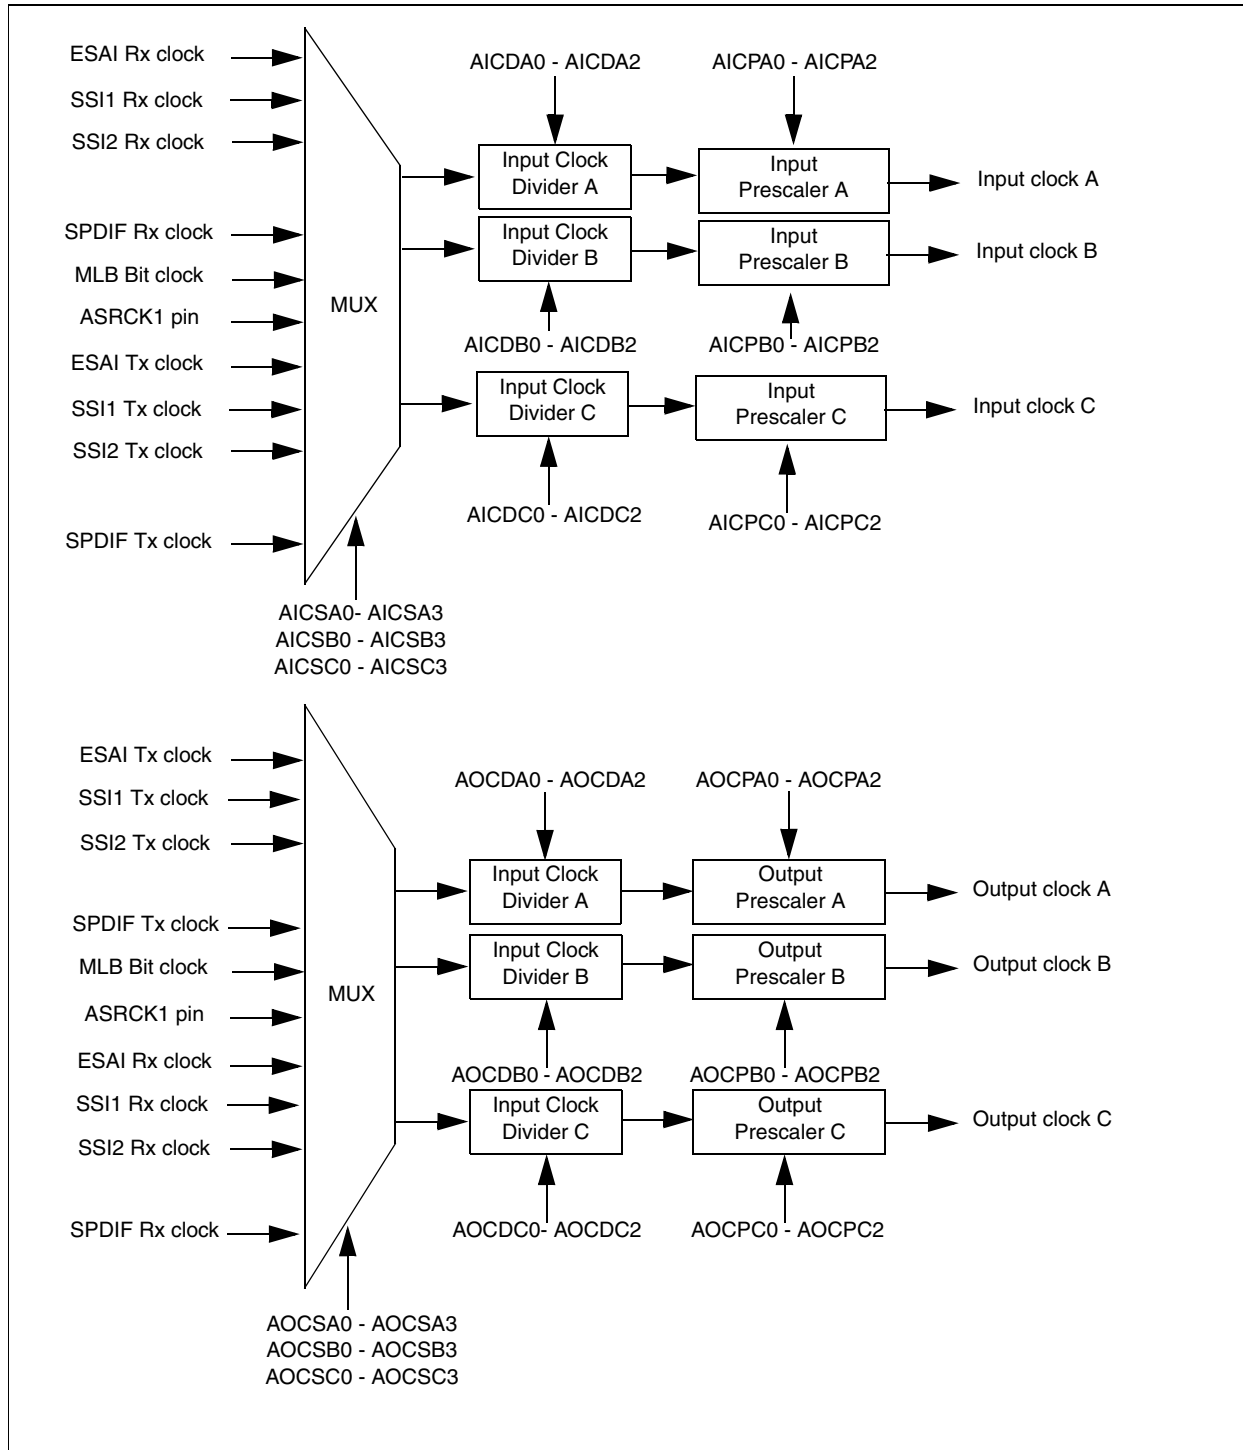 ESAI Rx clock
SSI1 Rx clock
SSI2 Rx clock
SPDIF Rx clock
MLB Bit clock
ASRCK1 pin
ESAI Tx clock
SSI1 Tx clock
SSI2 Tx clock
SPDIF Tx clock
MUX
AICSA0- AICSA3
AICSB0 - AICSB3
AICSC0 - AICSC3
AICDA0 - AICDA2
AICPA0 - AICPA2
Input Clock
Divider A
Input
Prescaler A
Input clock A
Input Clock
Divider B
Input
Prescaler B
Input clock B
AICDB0 - AICDB2
AICPB0 - AICPB2
Input Clock
Divider C
Input
Prescaler C
Input clock C
AICDC0 - AICDC2
AICPC0 - AICPC2
ESAI Tx clock
SSI1 Tx clock
SSI2 Tx clock
SPDIF Tx clock
MLB Bit clock
ASRCK1 pin
ESAI Rx clock
SSI1 Rx clock
SSI2 Rx clock
SPDIF Rx clock
MUX
AOCSA0 - AOCSA3
AOCSB0 - AOCSB3
AOCSC0 - AOCSC3
AOCDA0 - AOCDA2
AOCPA0 - AOCPA2
Input Clock
Divider A
Output
Prescaler A
Output clock A
Input Clock
Divider B
Output
Prescaler B
Output clock B
AOCDB0 - AOCDB2
AOCPB0 - AOCPB2
Input Clock
Divider C
Output
Prescaler C
Output clock C
AOCDC0- AOCDC2
AOCPC0 - AOCPC2